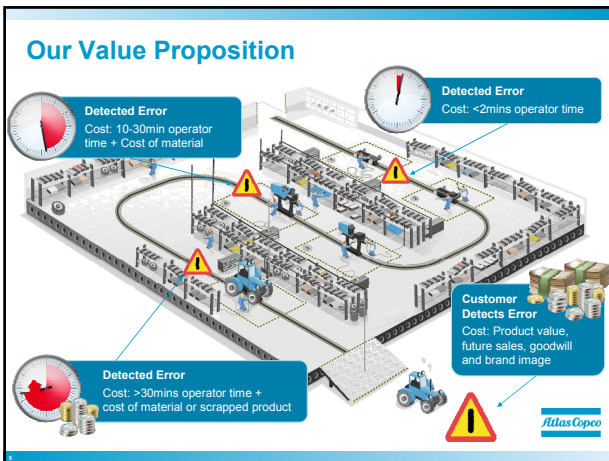 Our Value Proposition
Detected Error
Cost: 10-30min operator
time + Cost of material
Detected Error
Cost: <2mins operator time
Customer
Detects Error
Cost: Product value,
future sales, goodwill
and brand image
Detected Error
Cost: >30mins operator time +
cost of material or scrapped product
Atlas Copco